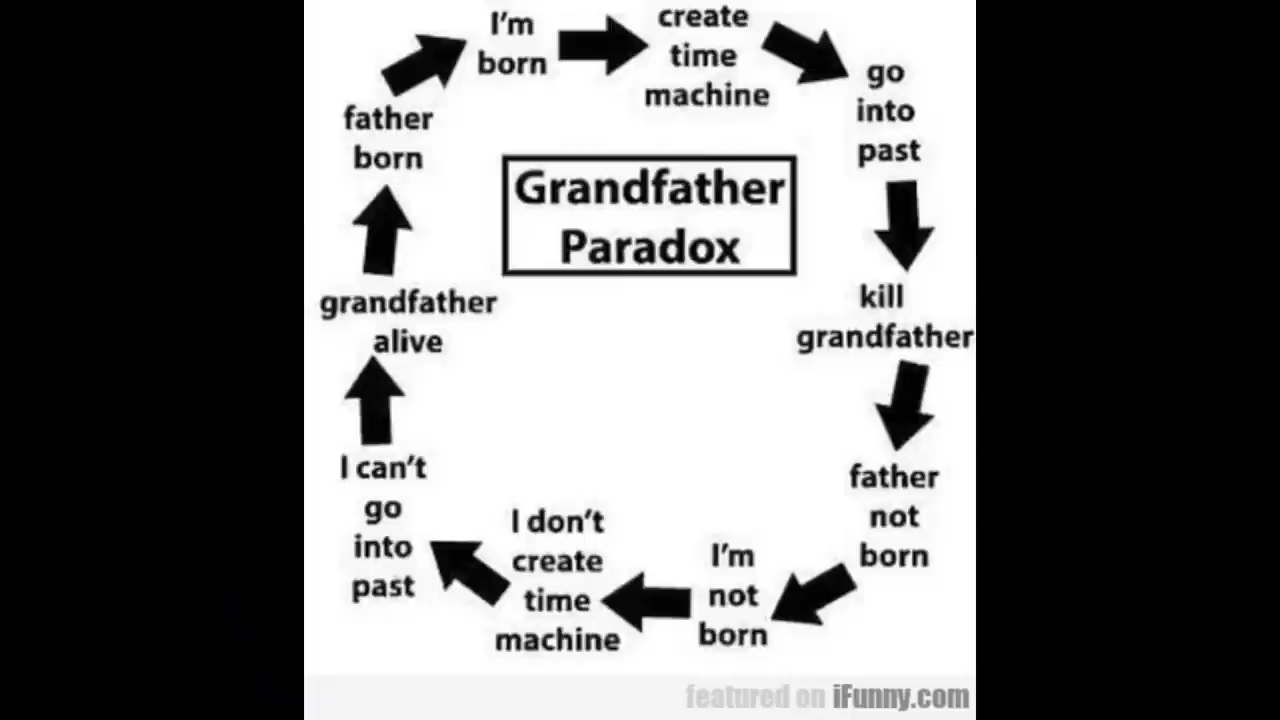 Grandfather
Paradox
I'm
born
create
time
machine
go
into
past
kill
grandfather
father
not
born
I'm
not
born
I don't
create
time
machine
I can't
go
into
past
grandfather
alive
father
born
featured on iFunny.com